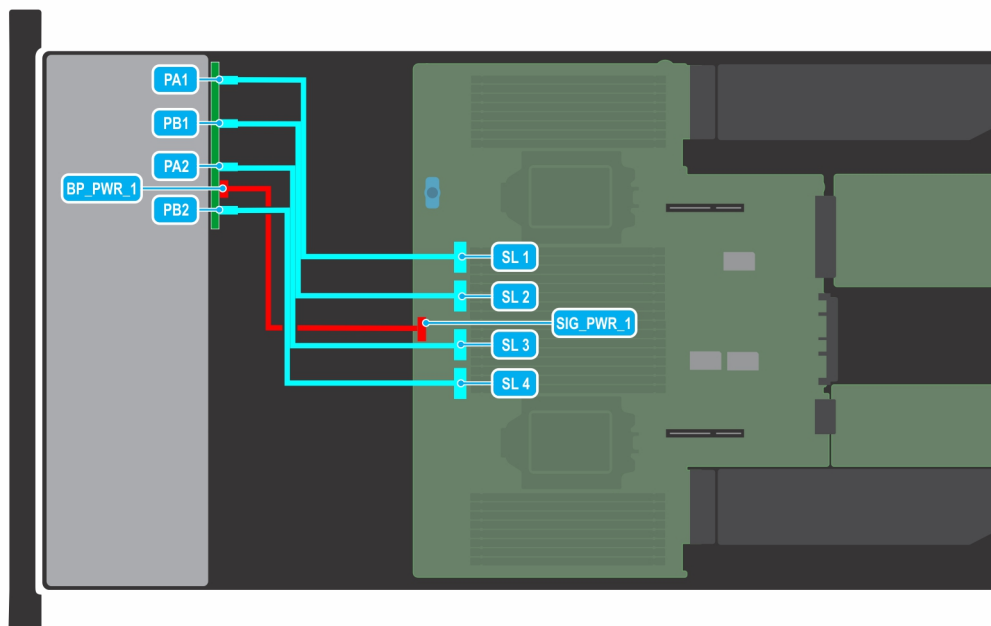 PA1
PB1
PA2
BP_PWR_1
PB2
SL 1
SL 2
SIG_PWR_1
SL 3
SL 4